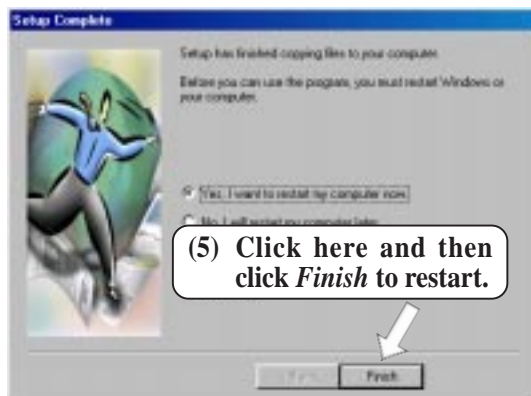 Setup Complete
Setup has finished copying files to your computer.
Before you can use the program, you must restart Windows or
your computer.
Yes, I want to restart my computer now.
No, I will restart my computer later.
(5) Click here and then
click Finish to restart.
Finish